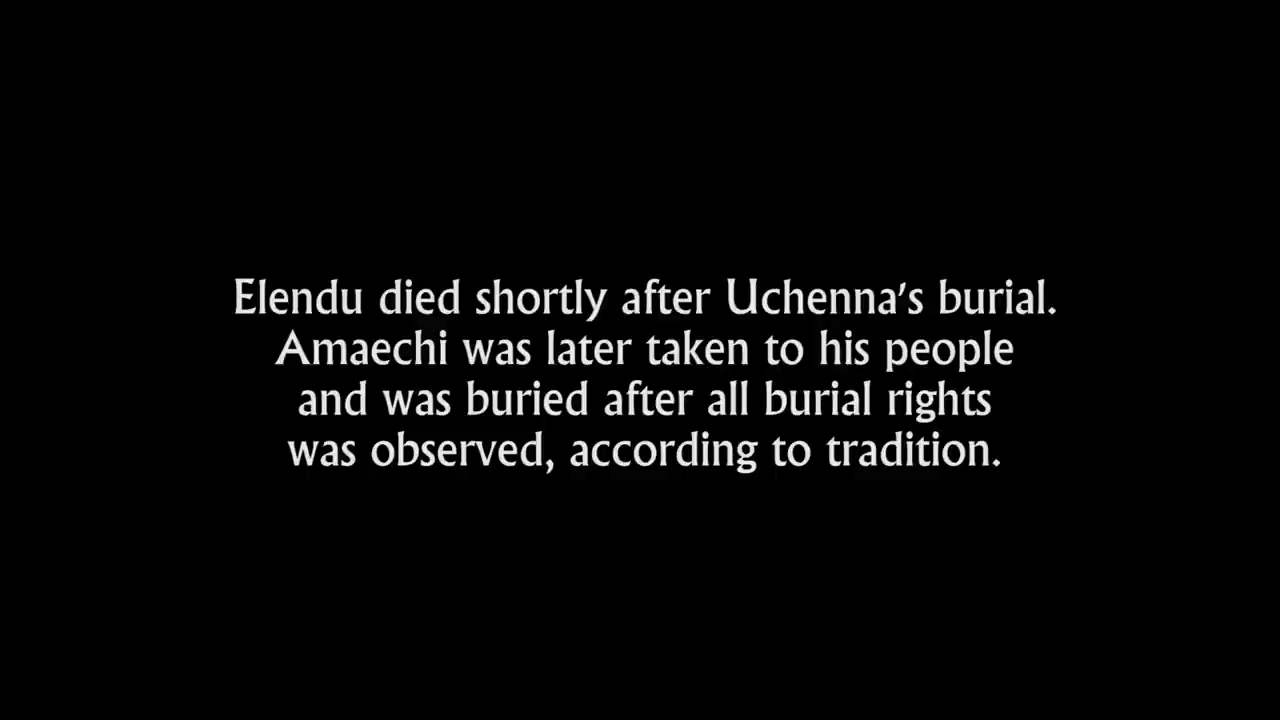 Elendu died shortly after Uchenna's burial.
Amaechi was later taken to his people
and was buried after all burial rights
was observed, according to tradition.